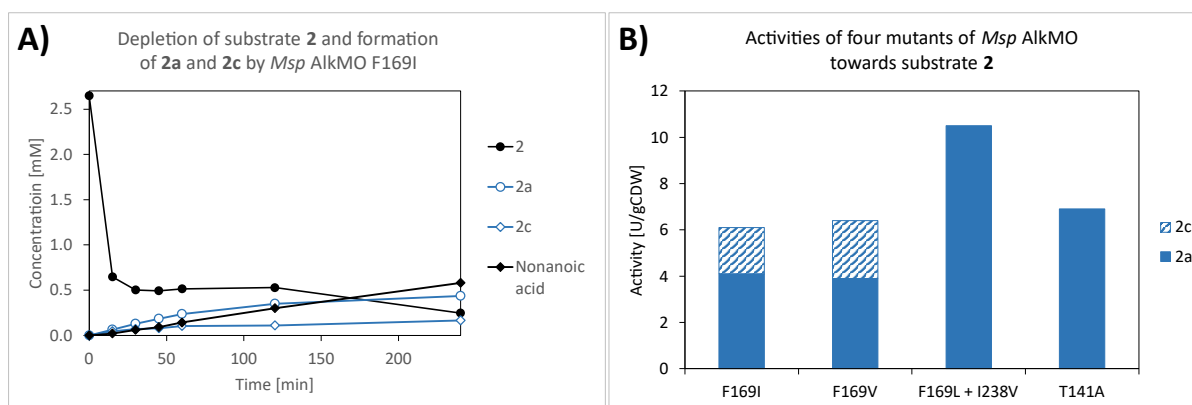 A)
Depletion of substrate 2 and formation
of 2a and 2c by Msp AlkMO F169I
Concentratioin [mM]
2.5
2.0
1.5
1.0
0.5
0.0
0
50
100
150
200
Time [min]
2
2a
2c
Nonanoic
acid
B)
Activities of four mutants of Msp AlkMO
towards substrate 2
Activity [U/gCDW]
12
10
8
6
4
2
0
F169I
F169V
F169L + I238V
T141A
2c
2a